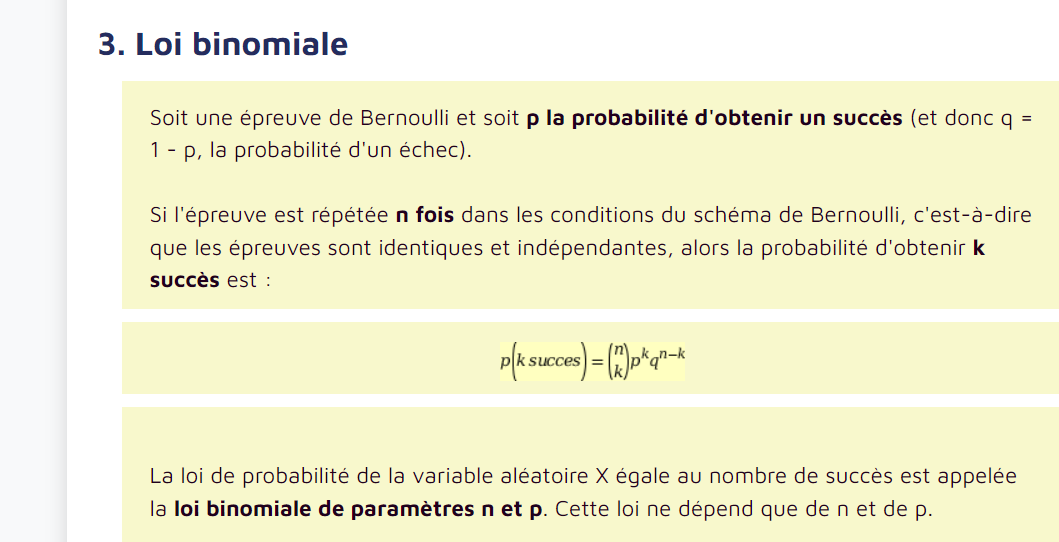 3. Loi binomiale
Soit une épreuve de Bernoulli et soit p la probabilité d'obtenir un succès (et donc q =
1 - p, la probabilité d'un échec).
Si l'épreuve est répétée n fois dans les conditions du schéma de Bernoulli, c'est-à-dire
que les épreuves sont identiques et indépendantes, alors la probabilité d'obtenir k
succès est :
p(k succes) = (n k) p^k q^{n-k}
La loi de probabilité de la variable aléatoire X égale au nombre de succès est appelée
la loi binomiale de paramètres n et p. Cette loi ne dépend que de n et de p.